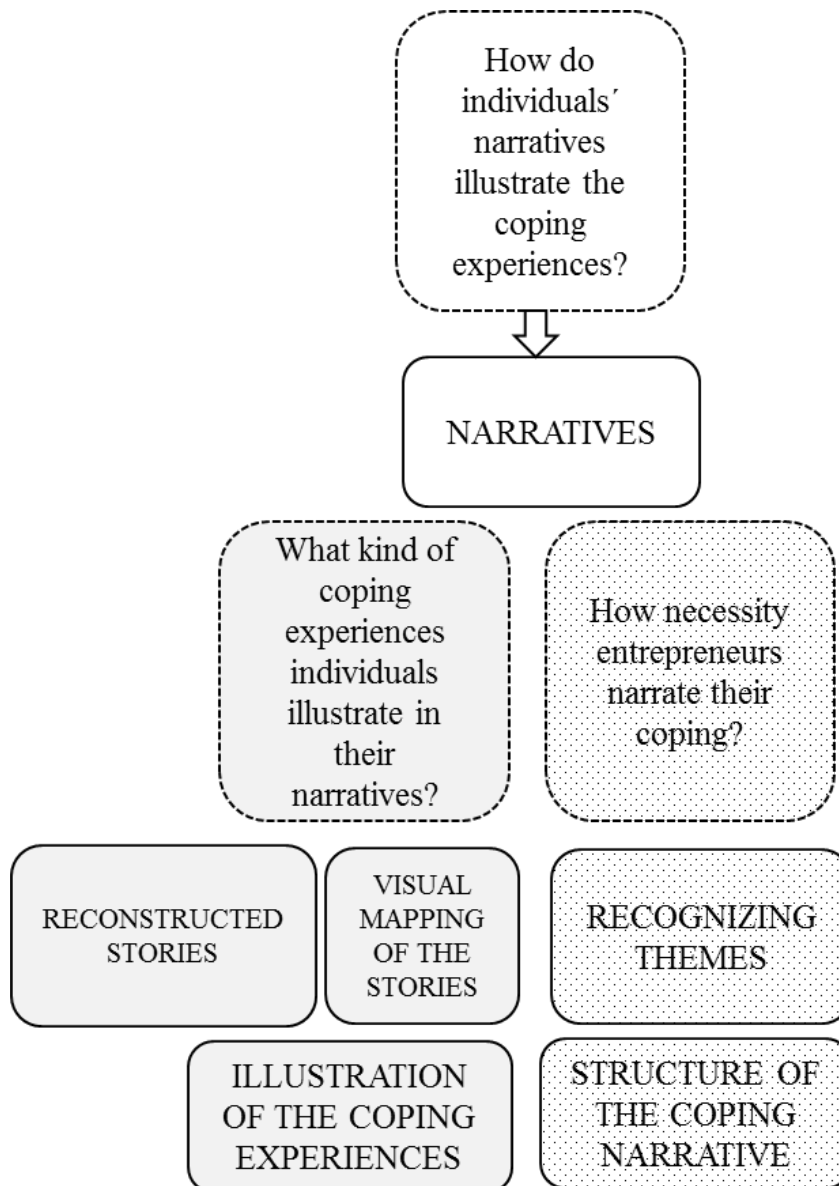 How do
individuals´
narratives
illustrate the
coping
experiences?
NARRATIVES
What kind of
coping
experiences
individuals
illustrate in
their
narratives?
How necessity
entrepreneurs
narrate their
coping?
RECONSTRUCTED
STORIES
VISUAL
MAPPING
OF THE
STORIES
RECOGNIZING
THEMES
ILLUSTRATION
OF THE COPING
EXPERIENCES
STRUCTURE OF
THE COPING
NARRATIVE